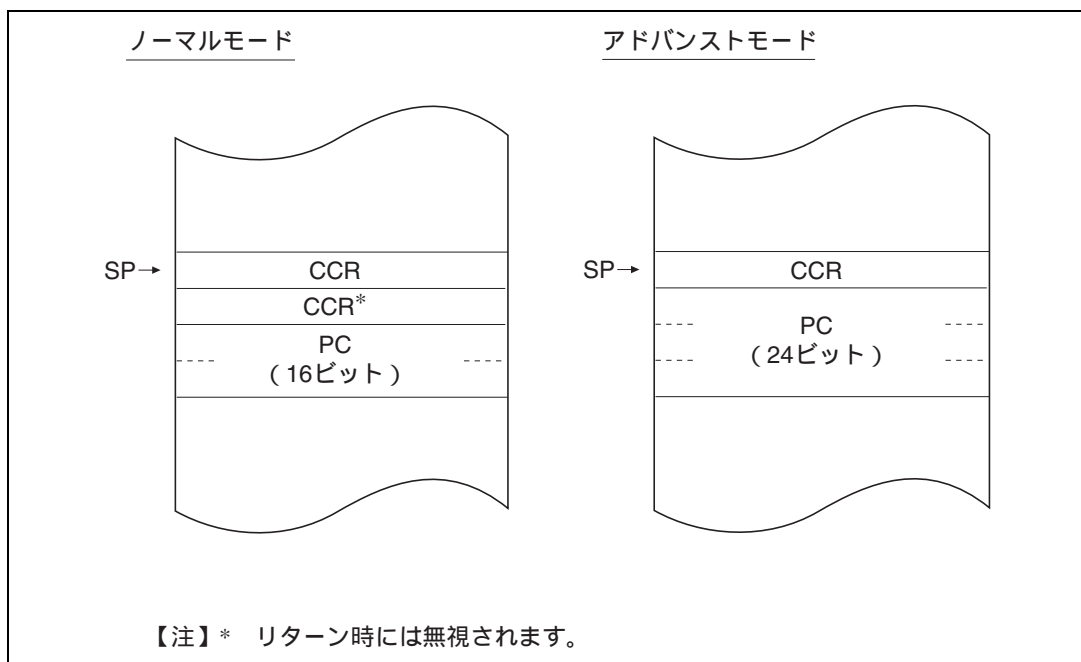 ノーマルモード
アドバンストモード
SP→ CCR
CCR*
PC
（16ビット）
SP→ CCR
PC
（24ビット）
【注】* リターン時には無視されます。